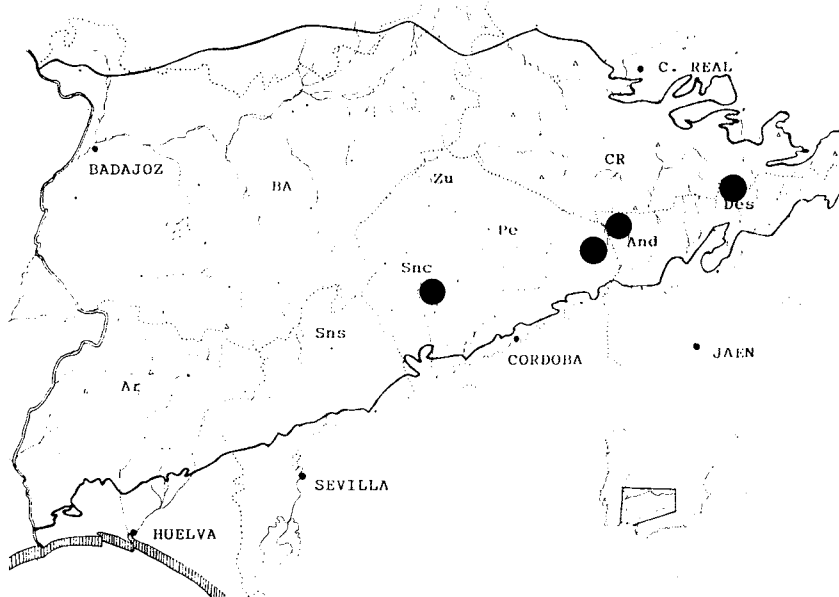 C. REAL
BADAJOZ
CR
BA
Zu
Des
Pe
And
Snc
Sns
CORDOBA
JAEN
Ar
SEVILLA
HUELVA